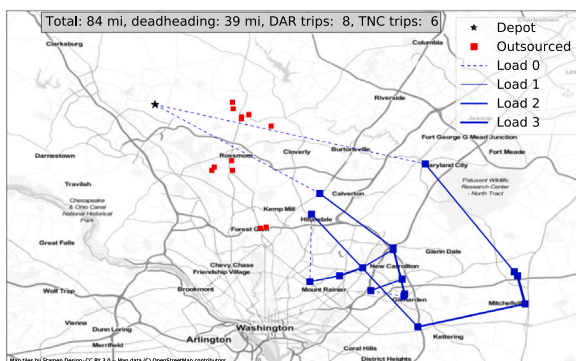 Total: 84 mi, deadheading: 39 mi, DAR trips:  8, TNC trips:  6
Depot
Outsourced
Load 0
Load 1
Load 2
Load 3
Clarksburg
Columbia
Riverside
Fort George G Mead Junction
Fort Meade
Maryland City
Patuxent Wildlife
Research Center
- North Tract
Darnestown
Rossmoor
Cloverly
Burtonsville
Travilah
Chesapeake
& Ohio Canal
National Historical
Park
Calverton
Kemp Mill
Hillandale
Forest Glen
Great Falls
Glenn Dale
Chevy Chase
Friendship Village
New Carrollton
Wolf Trap
Brookmont
Mount Rainier
Glenarden
Mitchellville
Vienna
Dunn Loring
Washington
Merrifield
Arlington
Kettering
Coral Hills
District Heights
Map tiles by Stamen Design, CC BY 3.0 -- Map data (C) OpenStreetMap contributors